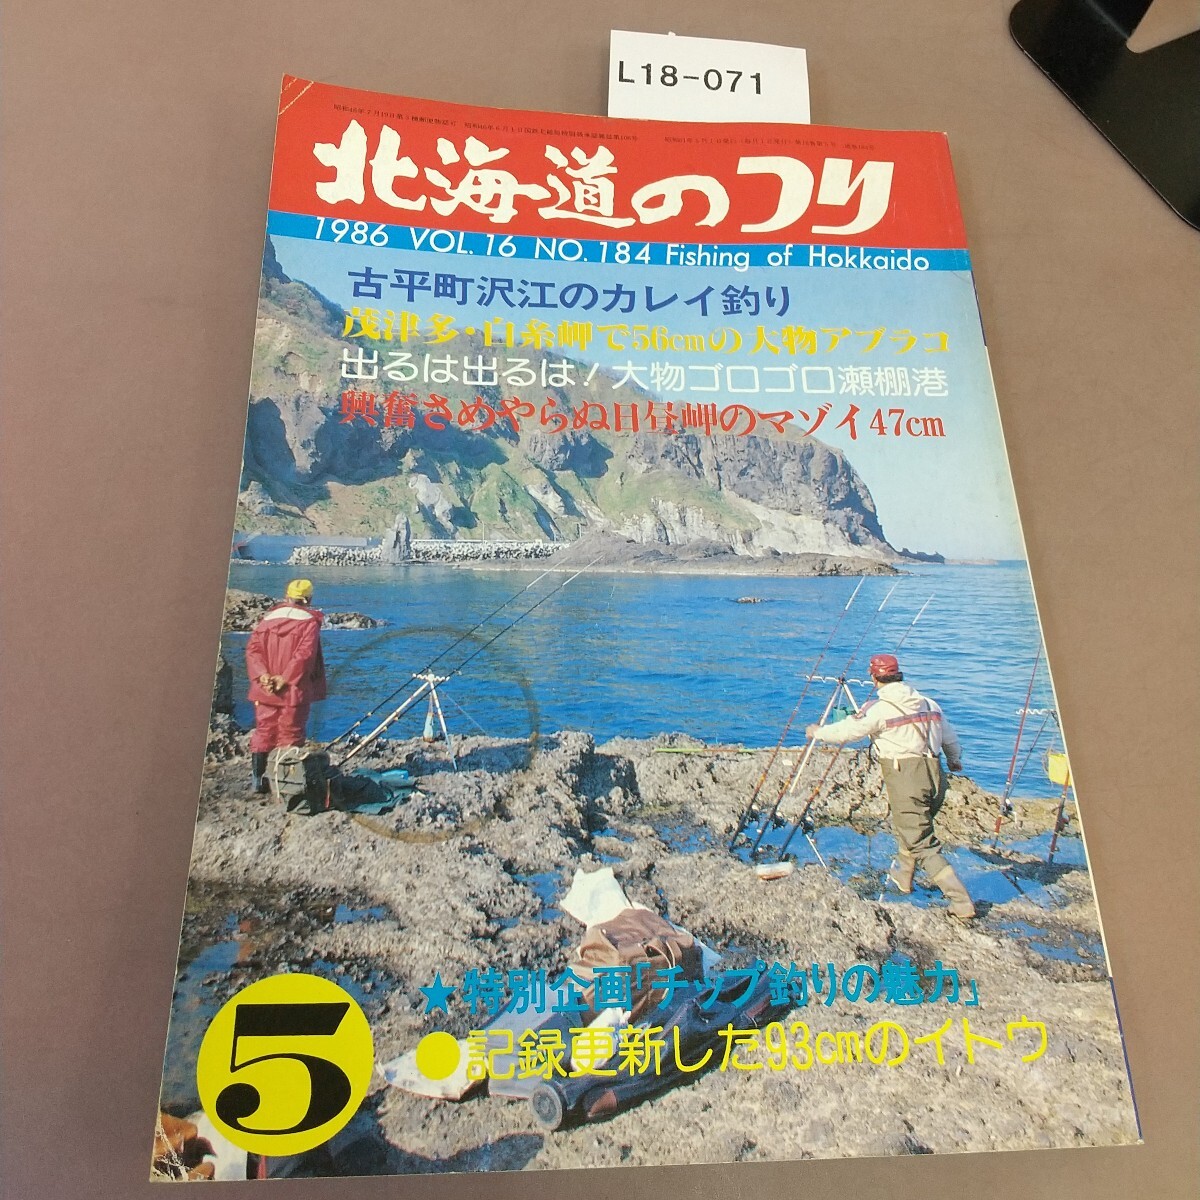 L18-071
北海道のつり
1986 VOL.16 NO.184 Fishing of Hokkaido
古平町沢江のカレイ釣り
茂津多・白糸岬で56cmの大物アブラコ
出るは出るは！大物ゴロゴロ瀬棚港
興奮さめやらぬ日昼岬のマゾイ47cm
★特別企画「チップ釣りの魅力」
●記録更新した93cmのイトウ
5